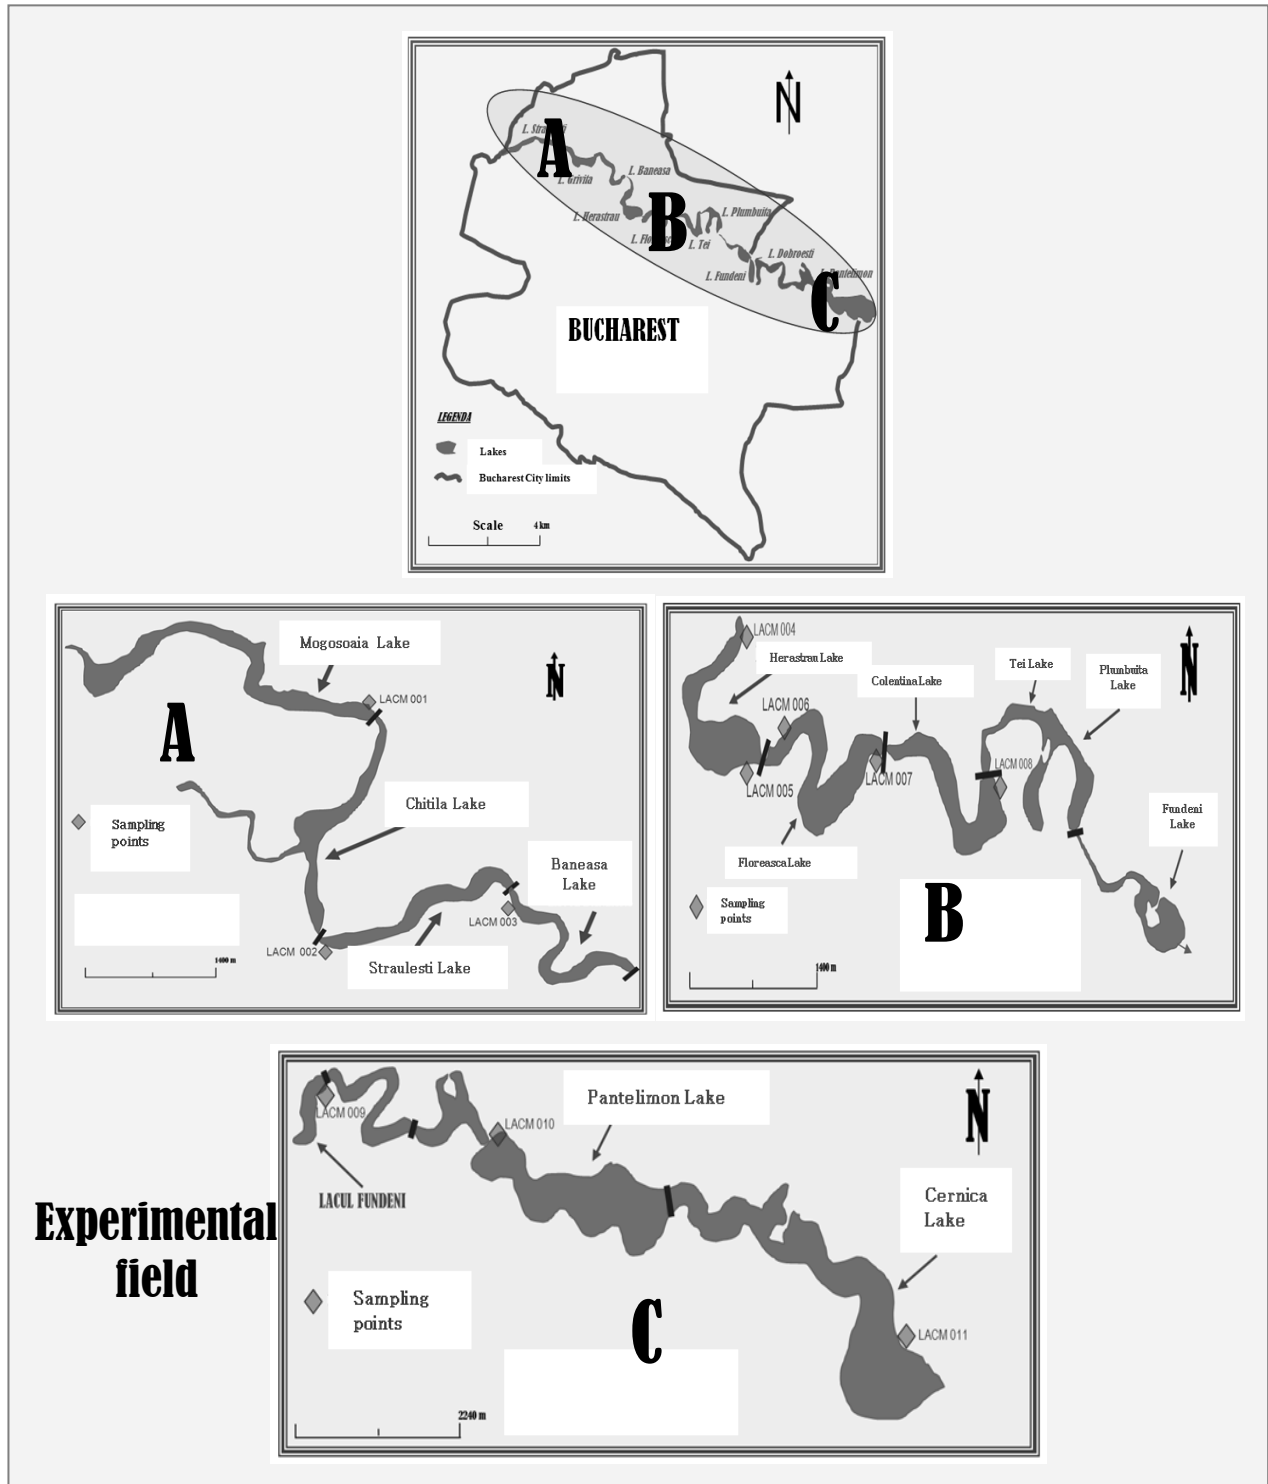 N
L. Grivita
A
L. Baneasa
L. Herastrau
B
L. Plumbuita
L. Tei
L. Dobroesti
L. Fundeni
C
BUCHAREST
LEGENDA
Lakes
Bucharest City limits
Scale 4 km
Mogosoaia Lake
N
LACM 001
A
Chitila Lake
Sampling
points
Baneasa
Lake
LACM 003
LACM 002
Straulesti Lake
1400 m
LACM 004
Herastrau Lake
Tei Lake
Plumbuita
Lake
N
Colentina Lake
LACM 006
LACM 008
LACM 007
LACM 005
Fundeni
Lake
Floreasca Lake
Sampling
points
B
1400 m
Pantelimon Lake
LACM 009
LACM 010
N
LACUL FUNDENI
Cernica
Lake
Experimental
field
Sampling
points
C
LACM 011
2240 m